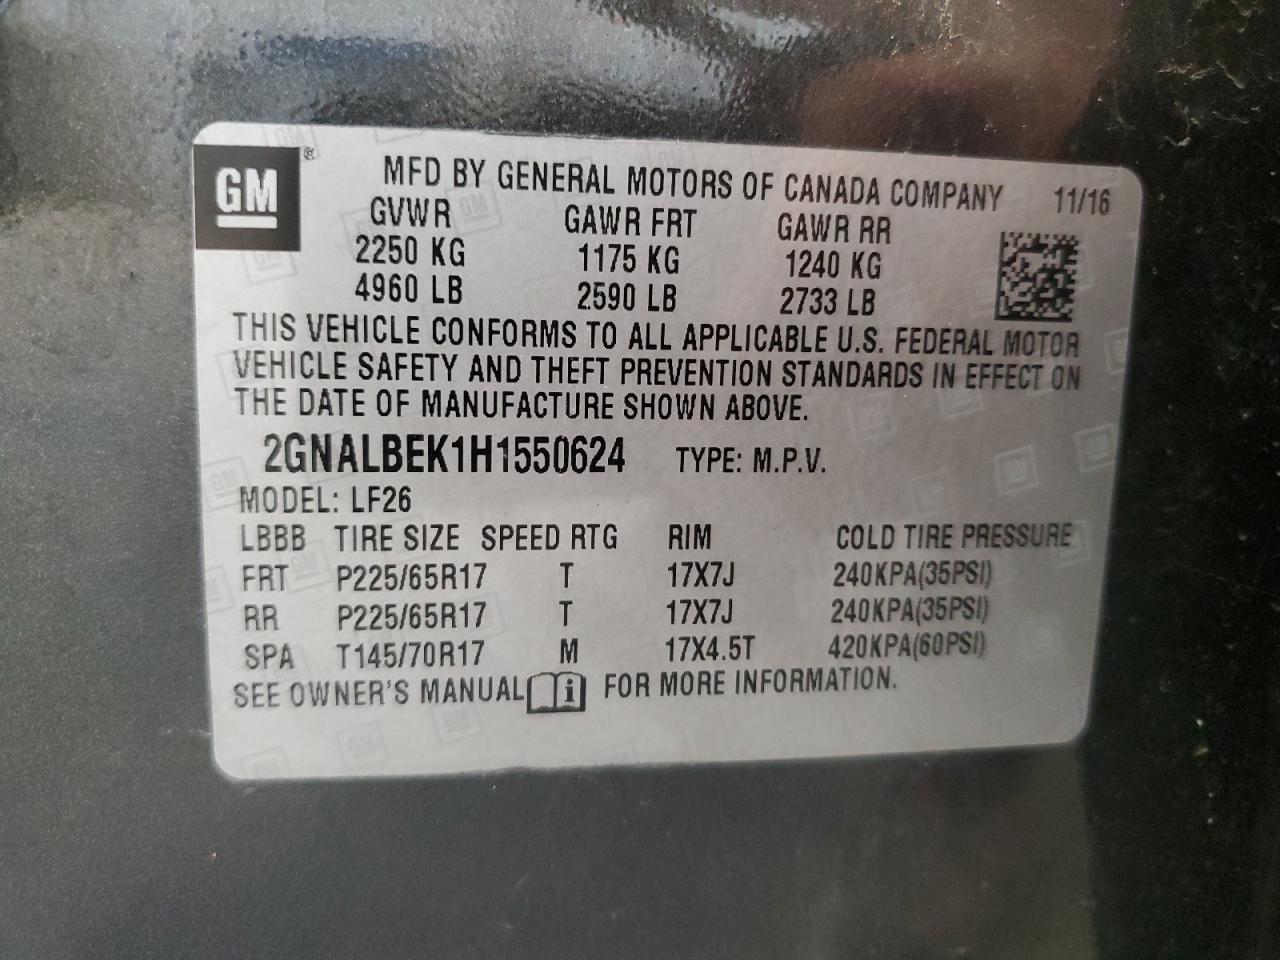 GM ®
MFD BY GENERAL MOTORS OF CANADA COMPANY 11/16
GVWR GAWR FRT GAWR RR
2250 KG 1175 KG 1240 KG
4960 LB 2590 LB 2733 LB
THIS VEHICLE CONFORMS TO ALL APPLICABLE U.S. FEDERAL MOTOR
VEHICLE SAFETY AND THEFT PREVENTION STANDARDS IN EFFECT ON
THE DATE OF MANUFACTURE SHOWN ABOVE.
2GNALBEK1H1550624 TYPE: M.P.V.
MODEL: LF26
LBBB TIRE SIZE SPEED RTG RIM COLD TIRE PRESSURE
FRT P225/65R17 T 17X7J 240KPA(35PSI)
RR P225/65R17 T 17X7J 240KPA(35PSI)
SPA T145/70R17 M 17X4.5T 420KPA(60PSI)
SEE OWNER'S MANUAL i FOR MORE INFORMATION.